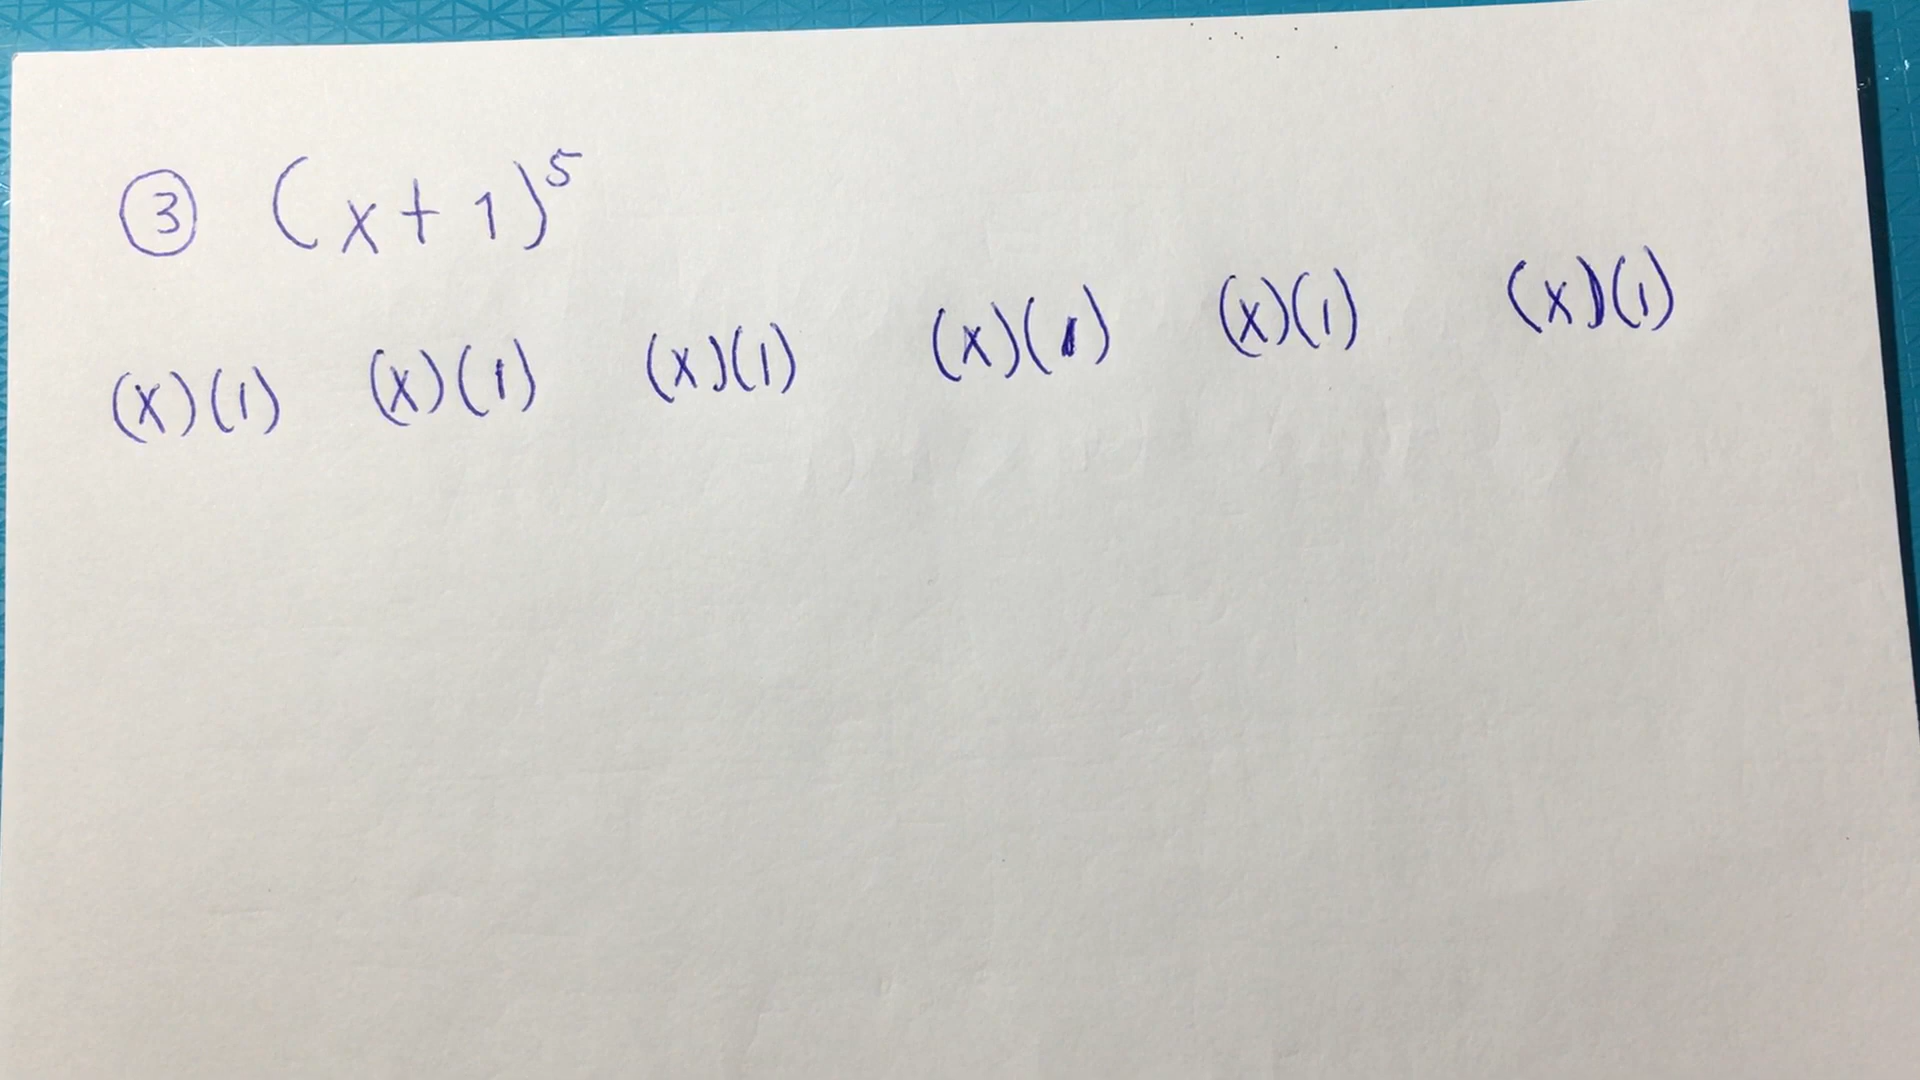 ③ (x+1)⁵
(x)(1) (x)(1) (x)(1) (x)(1) (x)(1) (x)(1)